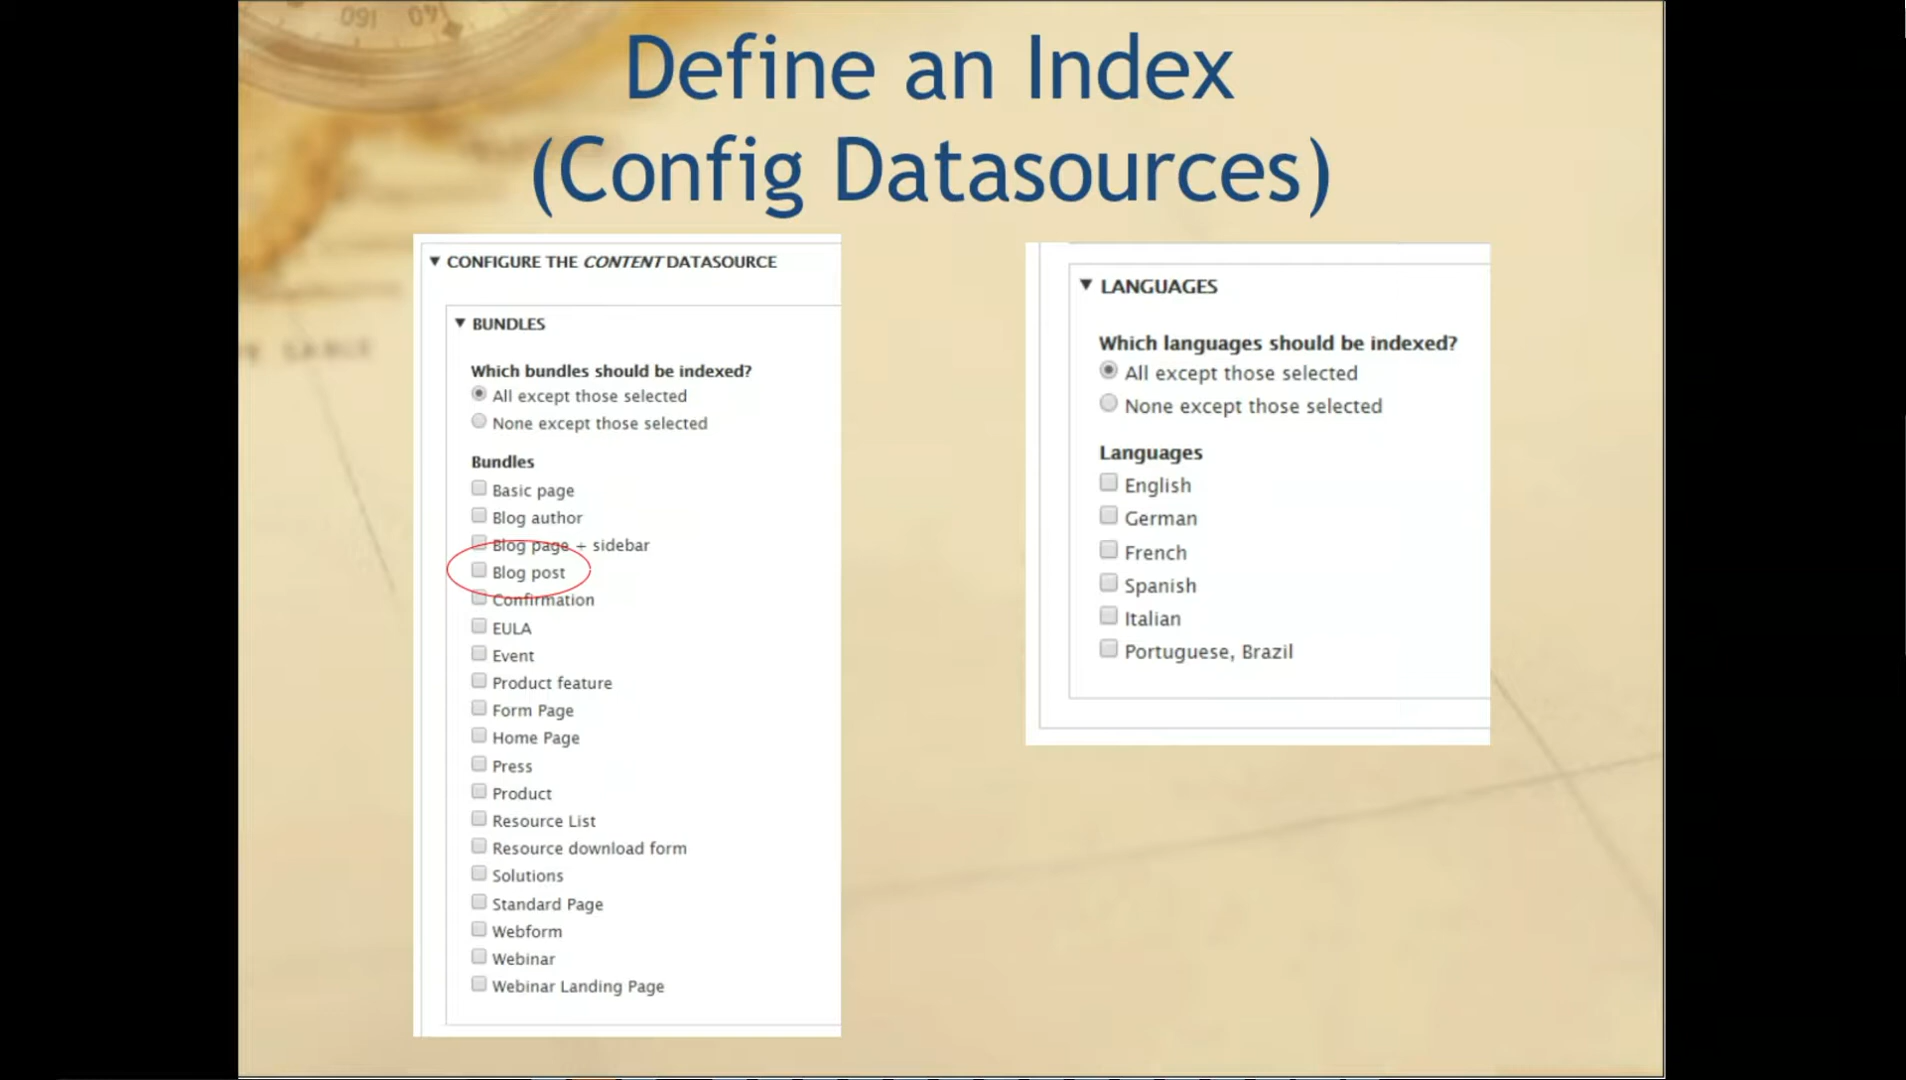 Define an Index
(Config Datasources)
CONFIGURE THE CONTENT DATASOURCE
BUNDLES
Which bundles should be indexed?
All except those selected
None except those selected
Bundles
Basic page
Blog author
Blog page + sidebar
Blog post
Confirmation
EULA
Event
Product feature
Form Page
Home Page
Press
Product
Resource List
Resource download form
Solutions
Standard Page
Webform
Webinar
Webinar Landing Page
LANGUAGES
Which languages should be indexed?
All except those selected
None except those selected
Languages
English
German
French
Spanish
Italian
Portuguese, Brazil